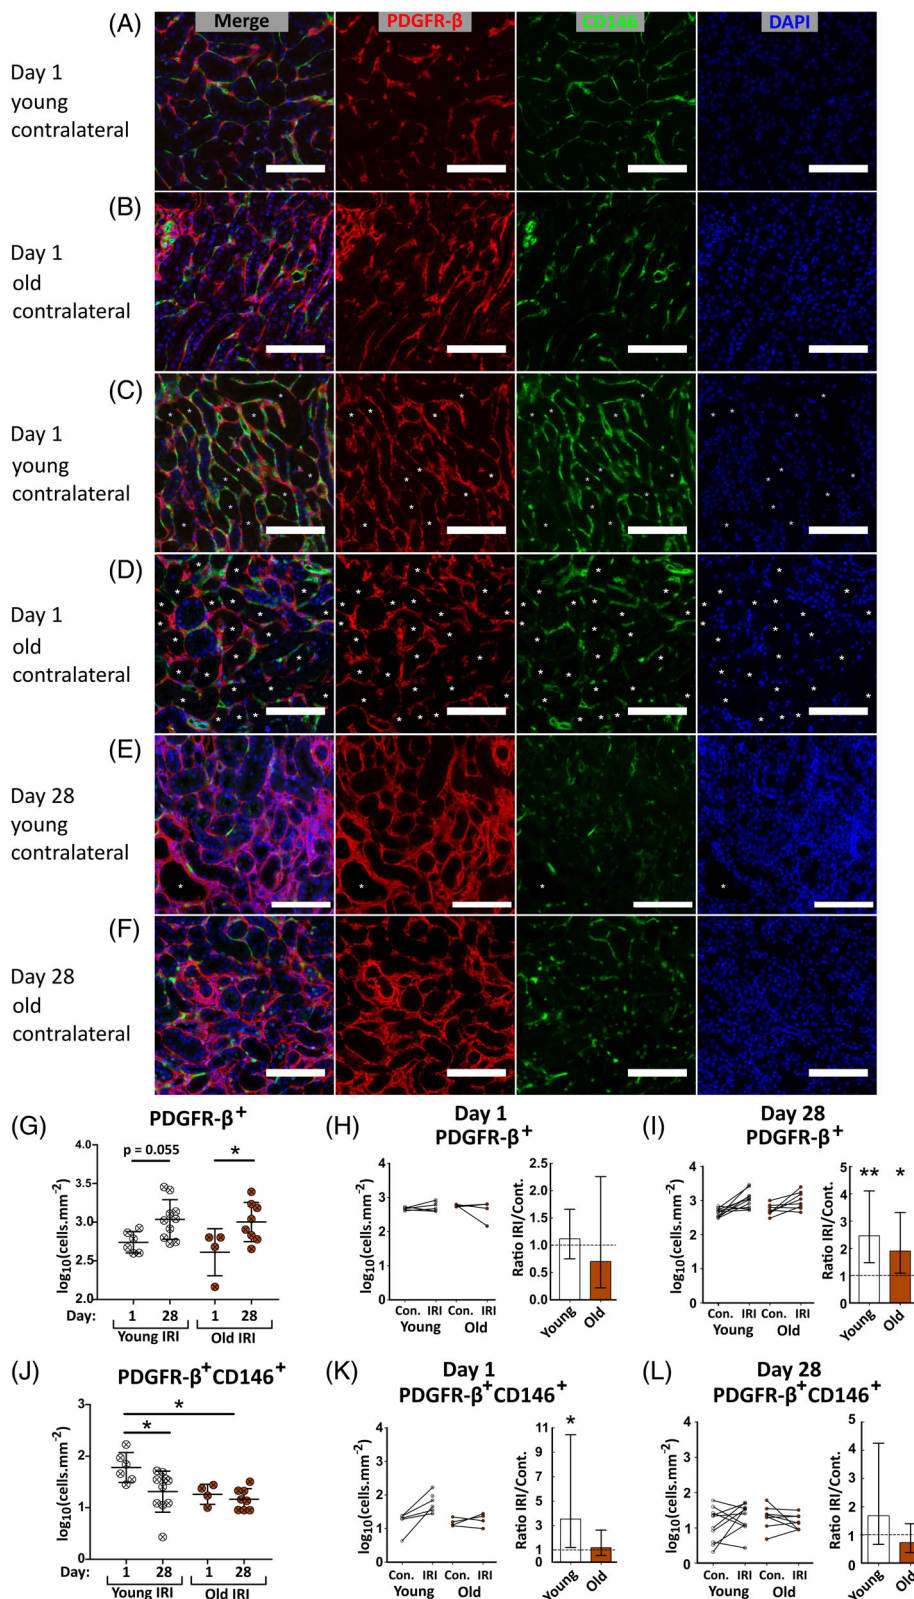 (A) Merge PDGFR-β CD146 DAPI
Day 1
young
contralateral
(B)
Day 1
old
contralateral
(C)
Day 1
young
contralateral
(D)
Day 1
old
contralateral
(E)
Day 28
young
contralateral
(F)
Day 28
old
contralateral
(G) PDGFR-β+
p = 0.055 *
log10(cells.mm-2)
4.0
3.5
3.0
2.5
2.0
Day: 1 28 1 28
Young IRI Old IRI
(H) Day 1
PDGFR-β+
log10(cells.mm-2)
4
3
2
1
0
Con. IRI Con. IRI
Young Old
Ratio IRI/Cont.
2.5
2.0
1.5
1.0
0.5
0.0
Young Old
(I) Day 28
PDGFR-β+
log10(cells.mm-2)
4
3
2
1
0
Con. IRI Con. IRI
Young Old
Ratio IRI/Cont.
** *
5
4
3
2
1
0
Young Old
(J) PDGFR-β+CD146+
*
*
log10(cells.mm-2)
3
2
1
0
Day: 1 28 1 28
Young IRI Old IRI
(K) Day 1
PDGFR-β+CD146+
log10(cells.mm-2)
4
3
2
1
0
Con. IRI Con. IRI
Young Old
Ratio IRI/Cont.
*
11
9
7
5
3
1
0
Young Old
(L) Day 28
PDGFR-β+CD146+
log10(cells.mm-2)
4
3
2
1
0
Con. IRI Con. IRI
Young Old
Ratio IRI/Cont.
5
4
3
2
1
0
Young Old